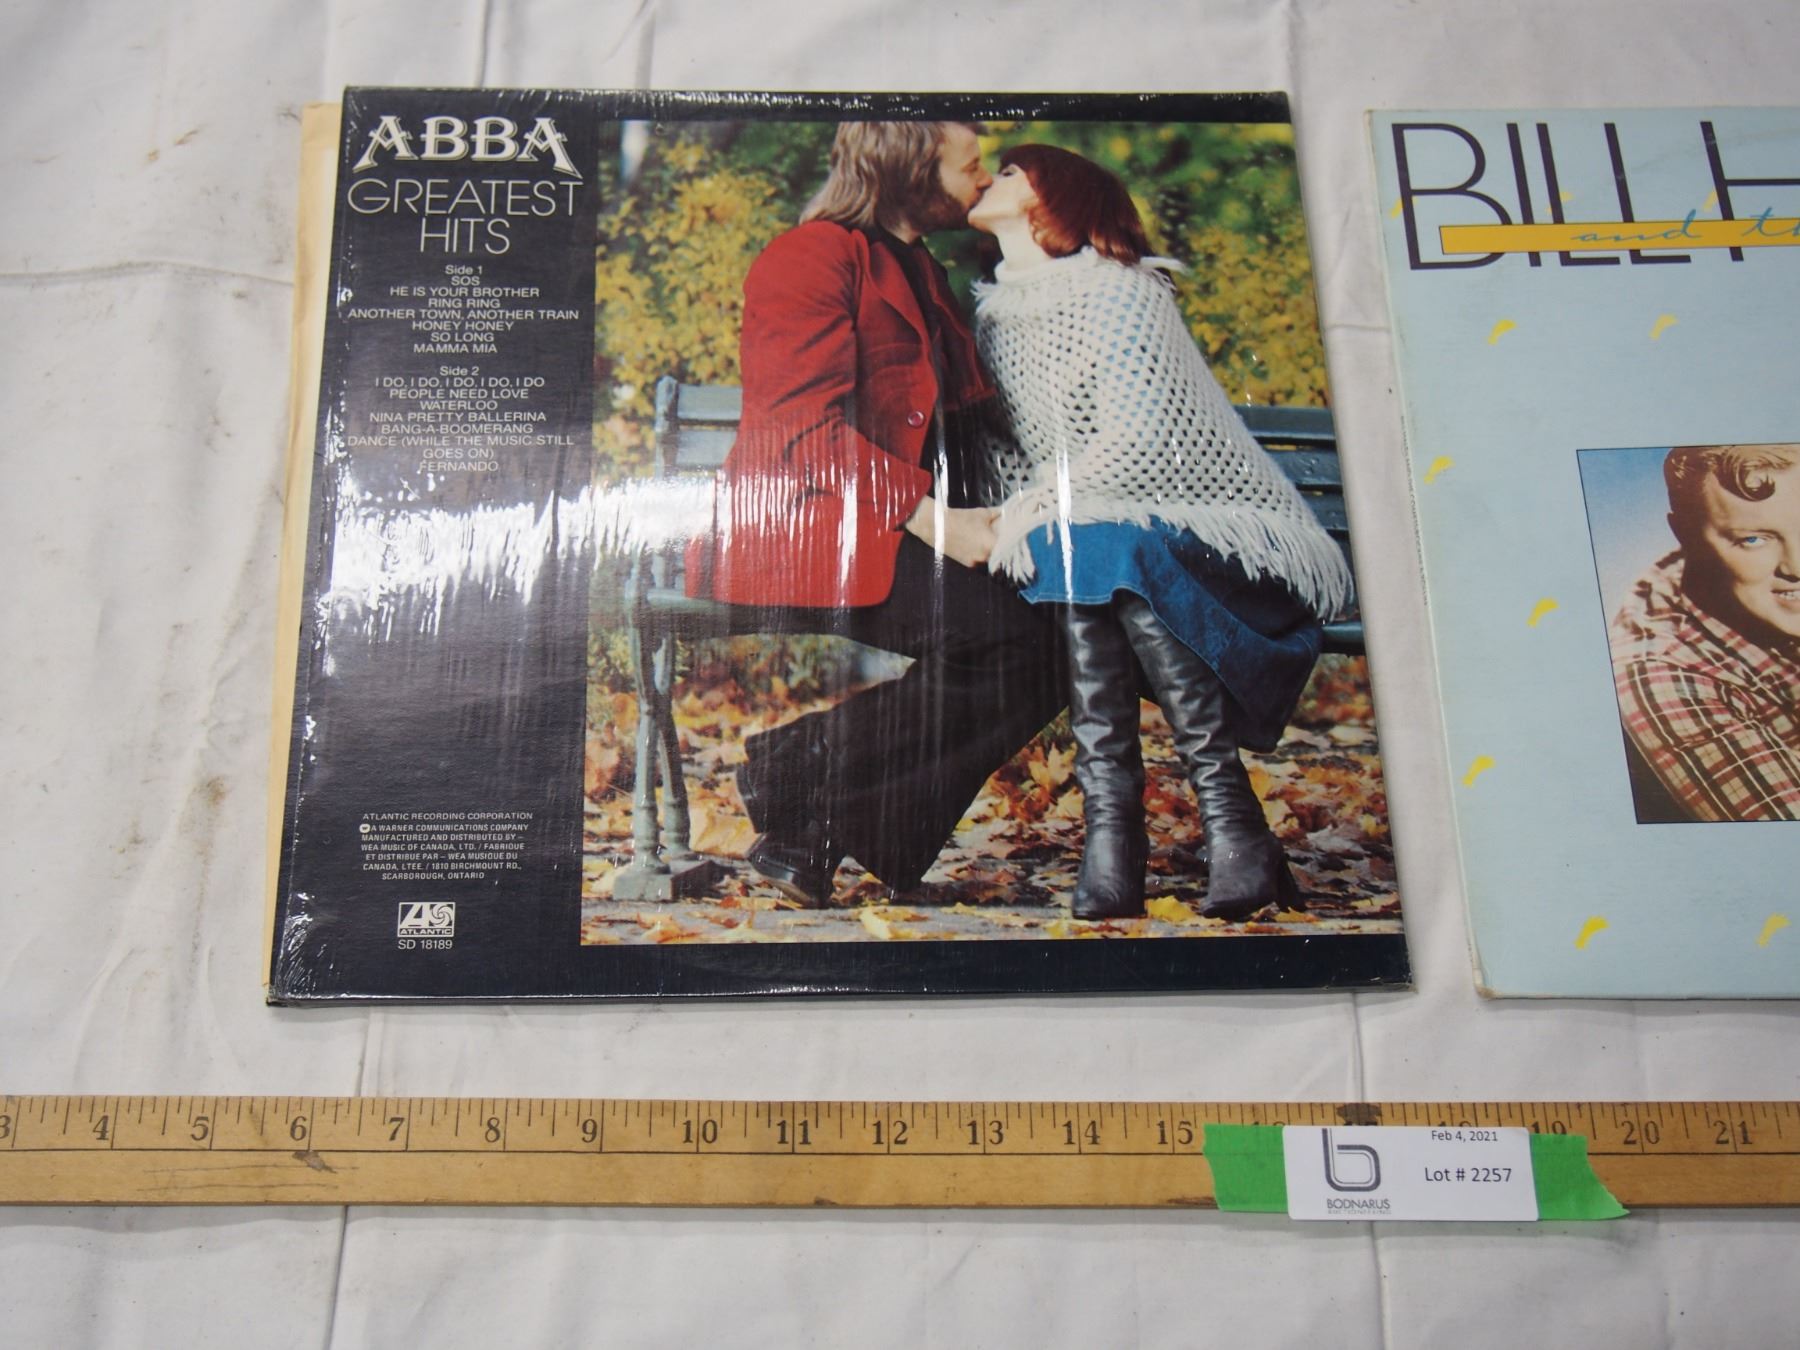 ABBA
GREATEST
HITS
Side 1
SOS
HE IS YOUR BROTHER
RING RING
ANOTHER TOWN, ANOTHER TRAIN
HONEY HONEY
SO LONG
MAMMA MIA
Side 2
I DO, I DO, I DO, I DO, I DO
PEOPLE NEED LOVE
WATERLOO
NINA PRETTY BALLERINA
BANG-A-BOOMERANG
DANCE (WHILE THE MUSIC STILL
GOES ON)
FERNANDO
ATLANTIC RECORDING CORPORATION
A WARNER COMMUNICATIONS COMPANY
MANUFACTURED AND DISTRIBUTED BY –
WEA MUSIC OF CANADA, LTD. / FABRIQUE
ET DISTRIBUE PAR – WEA MUSIQUE DU
CANADA, LTEE. / 1810 BIRCHMOUNT RD.,
SCARBOROUGH, ONTARIO
ATLANTIC
SD 18189
BILL H
and th
3 4 5 6 7 8 9 10 11 12 13 14 15 20 21
Feb 4, 2021
Lot # 2257
b
BODNARUS
AUCTIONEERING